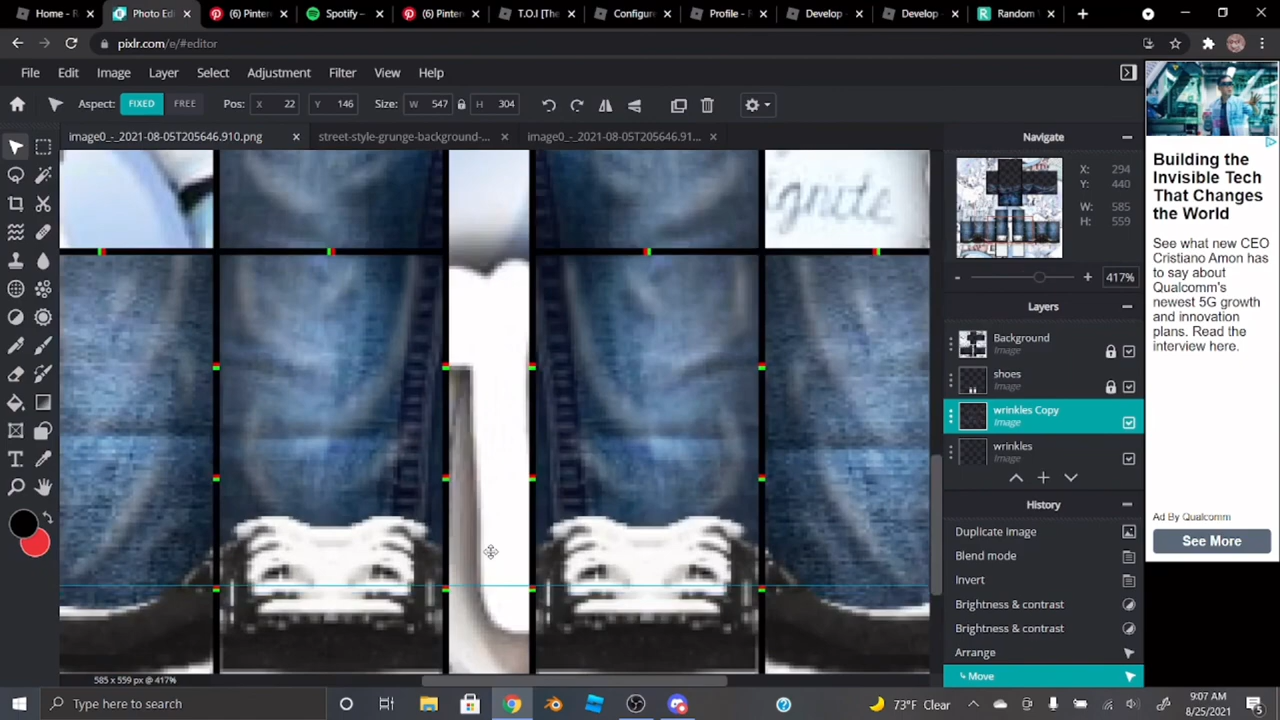 Home - R
Photo Edi
(6) Pinter
Spotify –
(6) Pinter
T.O.I [The
Configure
Profile - R
Develop -
Develop -
Random
pixlr.com/e/#editor
File Edit Image Layer Select Adjustment Filter View Help
Aspect: FIXED FREE Pos: X 22 Y 146 Size: W 547 H 304
image0_-_2021-08-05T205646.910.png
street-style-grunge-background-...
image0_-_2021-08-05T205646.91...
ignite
585 x 559 px @ 417%
Navigate
X: 294
Y: 440
W: 585
H: 559
417%
Layers
Background
Image
shoes
Image
wrinkles Copy
Image
wrinkles
Image
History
Duplicate image
Blend mode
Invert
Brightness & contrast
Brightness & contrast
Arrange
Move
Building the
Invisible Tech
That Changes
the World
See what new CEO
Cristiano Amon has
to say about
Qualcomm's
newest 5G growth
and innovation
plans. Read the
interview here.
Ad By Qualcomm
See More
Type here to search
73°F Clear
9:07 AM
8/25/2021
5